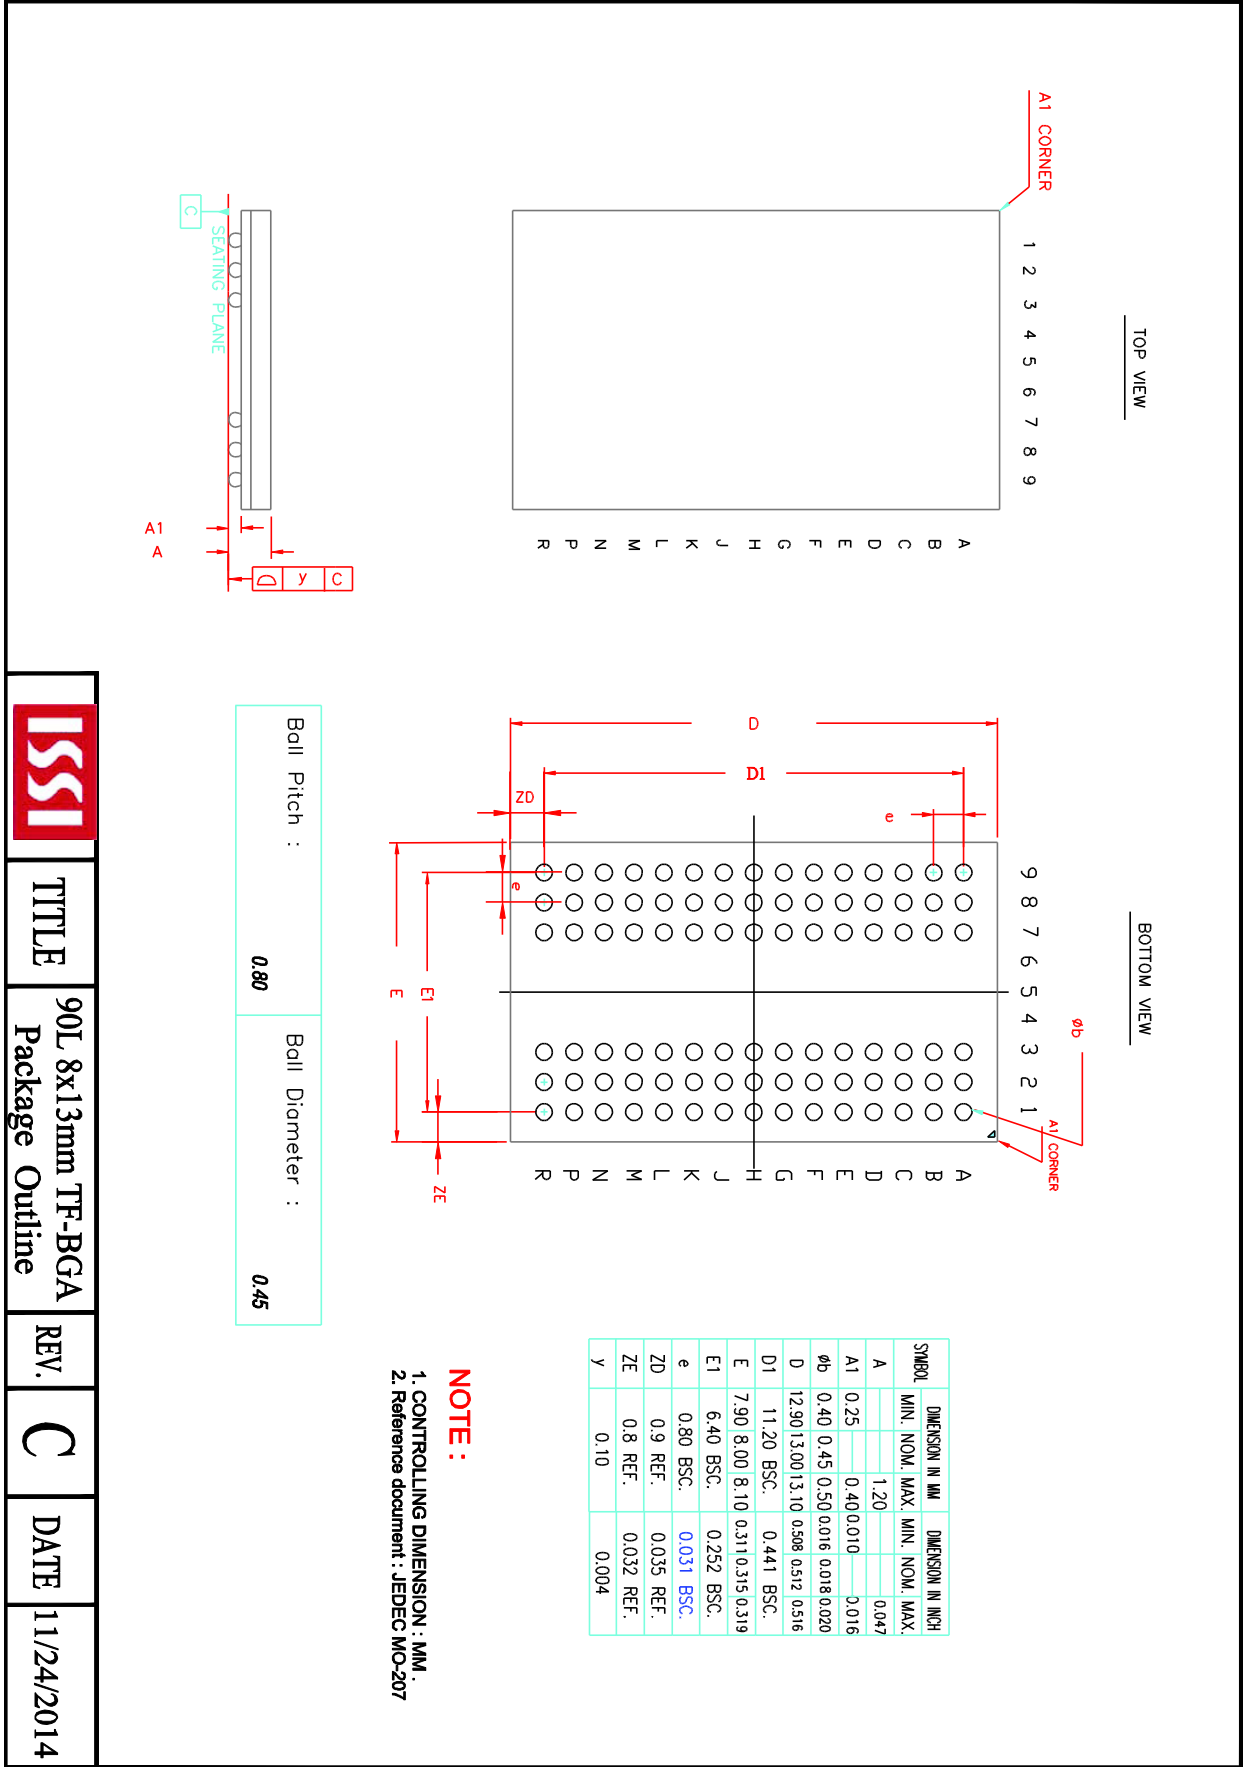 TOP VIEW
A1 CORNER
1 2 3 4 5 6 7 8 9
A
B
C
D
E
F
G
H
J
K
L
M
N
P
R
SEATING PLANE
C
A1
A
y C
BOTTOM VIEW
Øb
A1 CORNER
9 8 7 6 5 4 3 2 1
A
B
C
D
E
F
G
H
J
K
L
M
N
P
R
e
D
D1
ZD
e
E1
E
ZE
SYMBOL DIMENSION IN MM DIMENSION IN INCH
MIN. NOM. MAX. MIN. NOM. MAX.
A 1.20 0.047
A1 0.25 0.40 0.010 0.016
Øb 0.40 0.45 0.50 0.016 0.018 0.020
D 12.90 13.00 13.10 0.508 0.512 0.516
D1 11.20 BSC. 0.441 BSC.
E 7.90 8.00 8.10 0.311 0.315 0.319
E1 6.40 BSC. 0.252 BSC.
e 0.80 BSC. 0.031 BSC.
ZD 0.9 REF. 0.035 REF.
ZE 0.8 REF. 0.032 REF.
y 0.10 0.004
NOTE :
1. CONTROLLING DIMENSION : MM .
2. Reference document : JEDEC MO-207
Ball Pitch :
0.80
Ball Diameter :
0.45
ISSI
TITLE
90L 8x13mm TF-BGA
Package Outline
REV.
C
DATE
11/24/2014